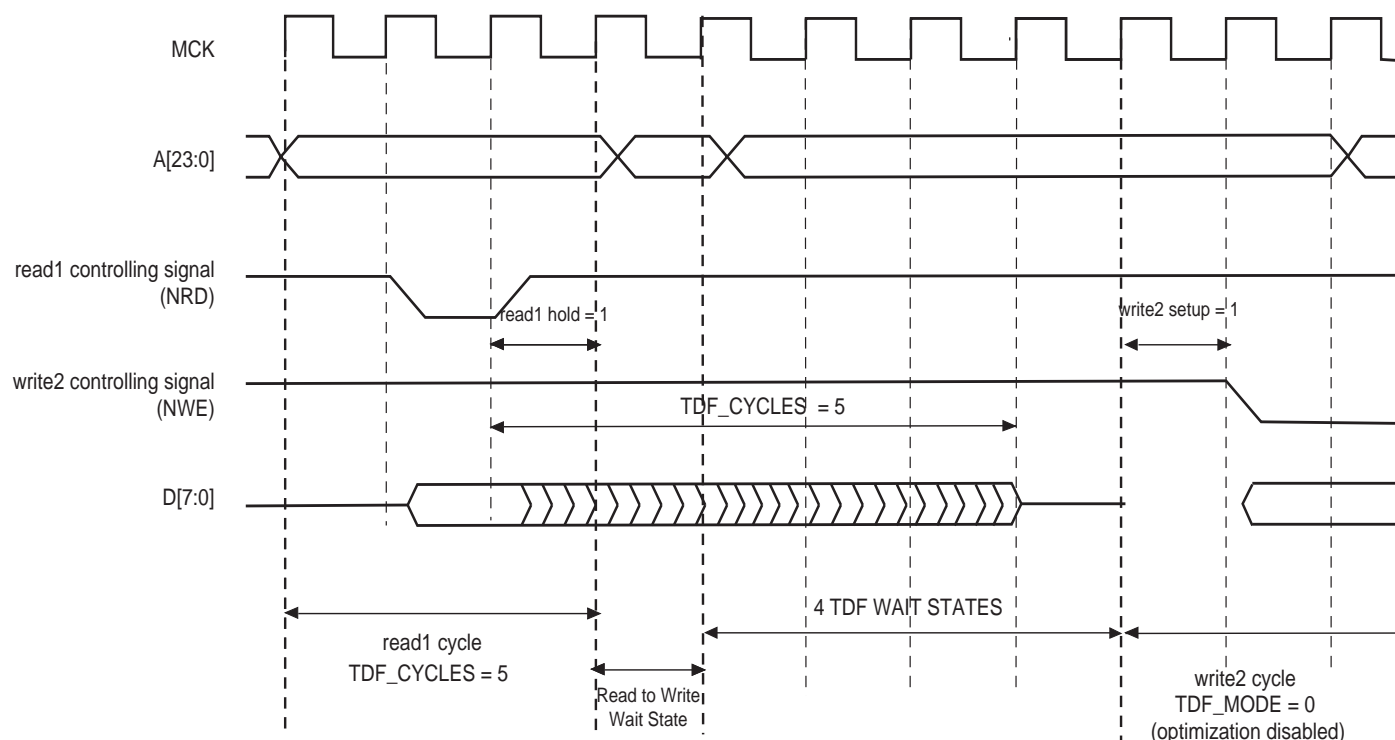 MCK
A[23:0]
read1 controlling signal
(NRD)
read1 hold = 1
write2 setup = 1
write2 controlling signal
(NWE)
TDF_CYCLES = 5
D[7:0]
4 TDF WAIT STATES
read1 cycle
TDF_CYCLES = 5
Read to Write
Wait State
write2 cycle
TDF_MODE = 0
(optimization disabled)